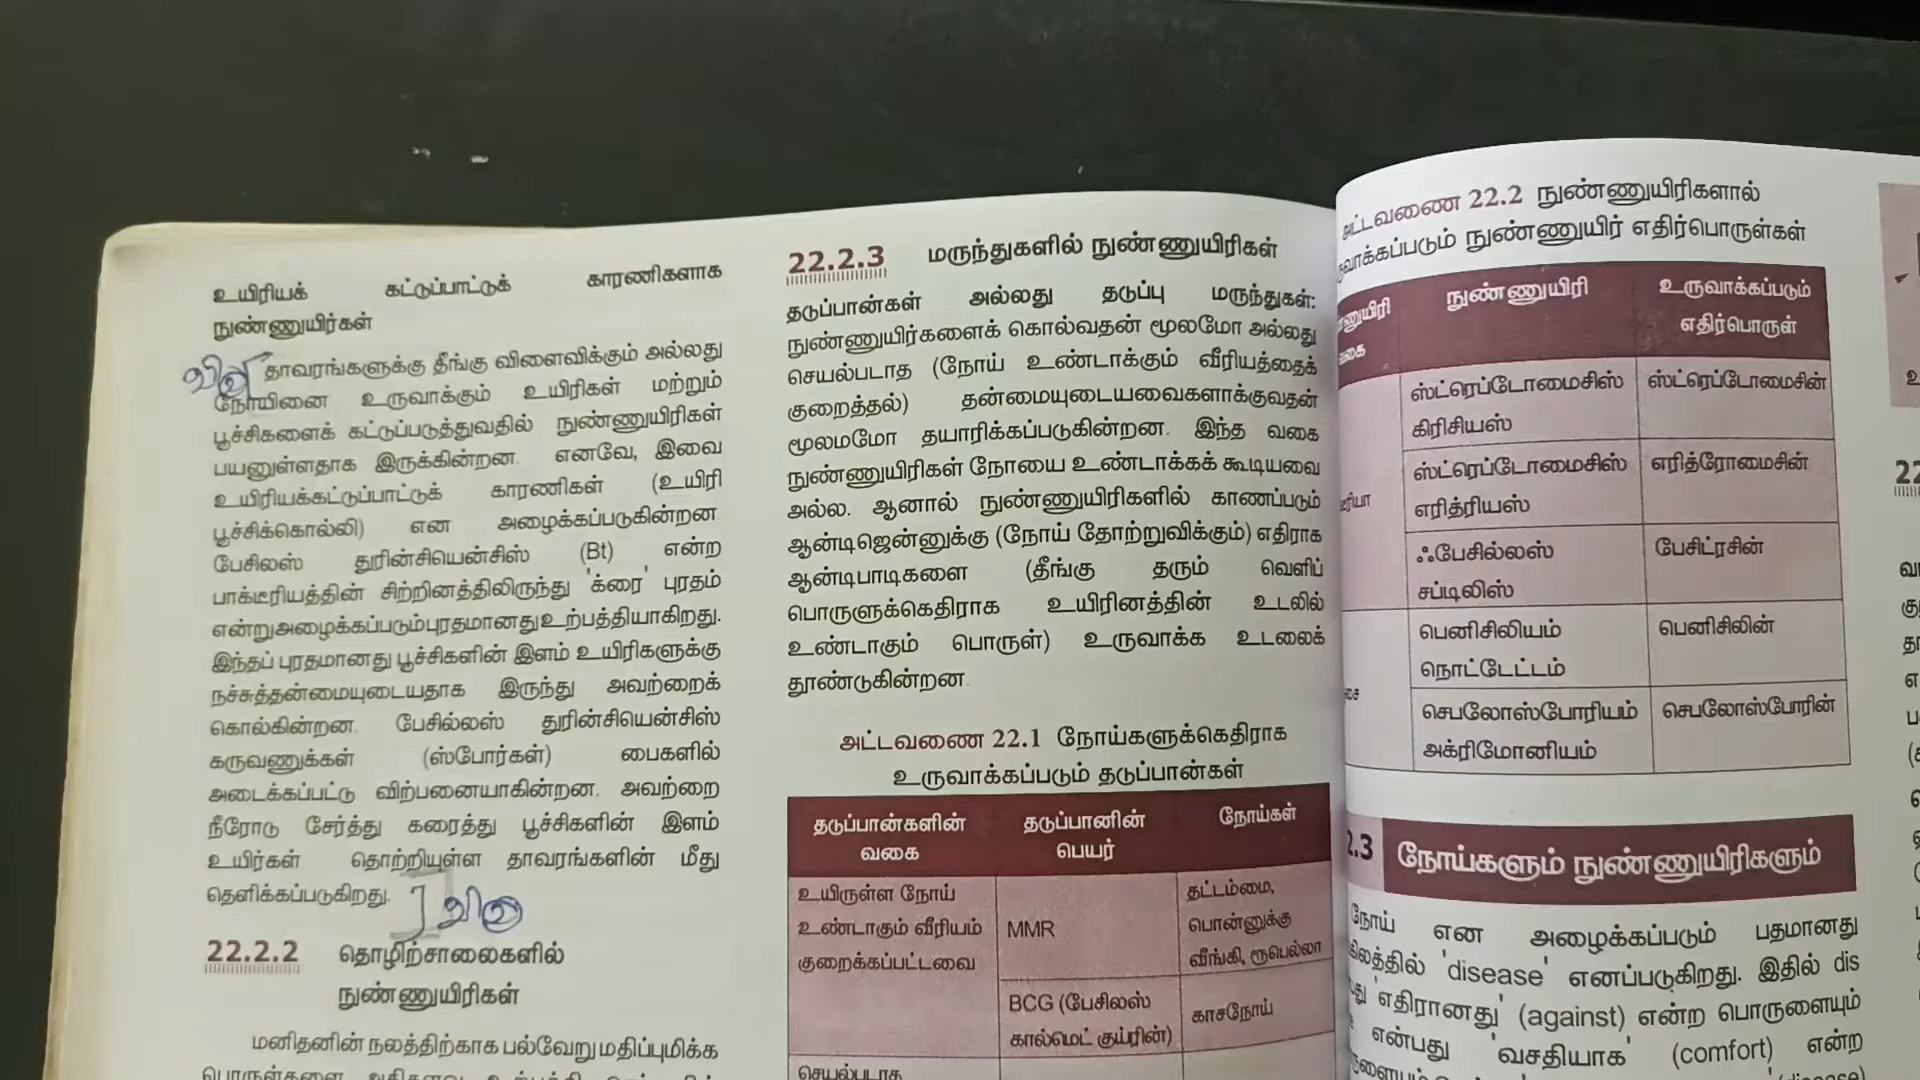 உயிரியக் கட்டுப்பாட்டுக் காரணிகளாக
நுண்ணுயிர்கள்
தாவரங்களுக்கு தீங்கு விளைவிக்கும் அல்லது
நோயினை உருவாக்கும் உயிரிகள் மற்றும்
பூச்சிகளைக் கட்டுப்படுத்துவதில் நுண்ணுயிரிகள்
பயனுள்ளதாக இருக்கின்றன. எனவே, இவை
உயிரியக்கட்டுப்பாட்டுக் காரணிகள் (உயிரி
பூச்சிக்கொல்லி) என அழைக்கப்படுகின்றன
பேசிலஸ் துரின்சியென்சிஸ் (Bt) என்ற
பாக்டீரியத்தின் சிற்றினத்திலிருந்து 'க்ரை' புரதம்
என்றுஅழைக்கப்படும்புரதமானது உற்பத்தியாகிறது.
இந்தப் புரதமானது பூச்சிகளின் இளம் உயிரிகளுக்கு
நச்சுத்தன்மையுடையதாக இருந்து அவற்றைக்
கொல்கின்றன. பேசில்லஸ் துரின்சியென்சிஸ்
கருவணுக்கள் (ஸ்போர்கள்) பைகளில்
அடைக்கப்பட்டு விற்பனையாகின்றன. அவற்றை
நீரோடு சேர்த்து கரைத்து பூச்சிகளின் இளம்
உயிர்கள் தொற்றியுள்ள தாவரங்களின் மீது
தெளிக்கப்படுகிறது.
22.2.2 தொழிற்சாலைகளில்
நுண்ணுயிரிகள்
மனிதனின் நலத்திற்காக பல்வேறு மதிப்புமிக்க
22.2.3 மருந்துகளில் நுண்ணுயிரிகள்
தடுப்பான்கள் அல்லது தடுப்பு மருந்துகள்:
நுண்ணுயிர்களைக் கொல்வதன் மூலமோ அல்லது
செயல்படாத (நோய் உண்டாக்கும் வீரியத்தைக்
குறைத்தல்) தன்மையுடையவைகளாக்குவதன்
மூலமமோ தயாரிக்கப்படுகின்றன. இந்த வகை
நுண்ணுயிரிகள் நோயை உண்டாக்கக் கூடியவை
அல்ல. ஆனால் நுண்ணுயிரிகளில் காணப்படும்
ஆன்டிஜென்னுக்கு (நோய் தோற்றுவிக்கும்) எதிராக
ஆன்டிபாடிகளை (தீங்கு தரும் வெளிப்
பொருளுக்கெதிராக உயிரினத்தின் உடலில்
உண்டாகும் பொருள்) உருவாக்க உடலைக்
தூண்டுகின்றன.
அட்டவணை 22.1 நோய்களுக்கெதிராக
உருவாக்கப்படும் தடுப்பான்கள்
தடுப்பான்களின் வகை தடுப்பானின் பெயர் நோய்கள்
உயிருள்ள நோய்
உண்டாகும் வீரியம்
குறைக்கப்பட்டவை
MMR
தட்டம்மை,
பொன்னுக்கு
வீங்கி, ரூபெல்லா
BCG (பேசிலஸ்
கால்மெட் குய்ரின்)
காசநோய்
செயல்படாத
அட்டவணை 22.2 நுண்ணுயிரிகளால்
உருவாக்கப்படும் நுண்ணுயிர் எதிர்பொருள்கள்
நுண்ணுயிரி
உருவாக்கப்படும்
எதிர்பொருள்
ஸ்ட்ரெப்டோமைசிஸ்
கிரிசியஸ்
ஸ்ட்ரெப்டோமைசின்
ஸ்ட்ரெப்டோமைசிஸ்
எரித்ரியஸ்
எரித்ரோமைசின்
ஃபேசில்லஸ்
சப்டிலிஸ்
பேசிட்ரசின்
பெனிசிலியம்
நொட்டேட்டம்
பெனிசிலின்
செபலோஸ்போரியம்
அக்ரிமோனியம்
செபலோஸ்போரின்
2.3 நோய்களும் நுண்ணுயிரிகளும்
நோய் என அழைக்கப்படும் பதமானது
'disease' எனப்படுகிறது. இதில் dis
'எதிரானது' (against) என்ற பொருளையும்
என்பது 'வசதியாக' (comfort) என்ற